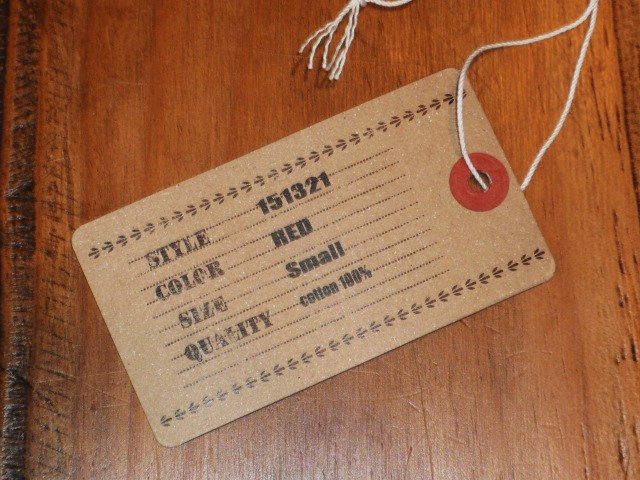 STYLE 151321
COLOR RED
SIZE Small
QUALITY cotton 100%